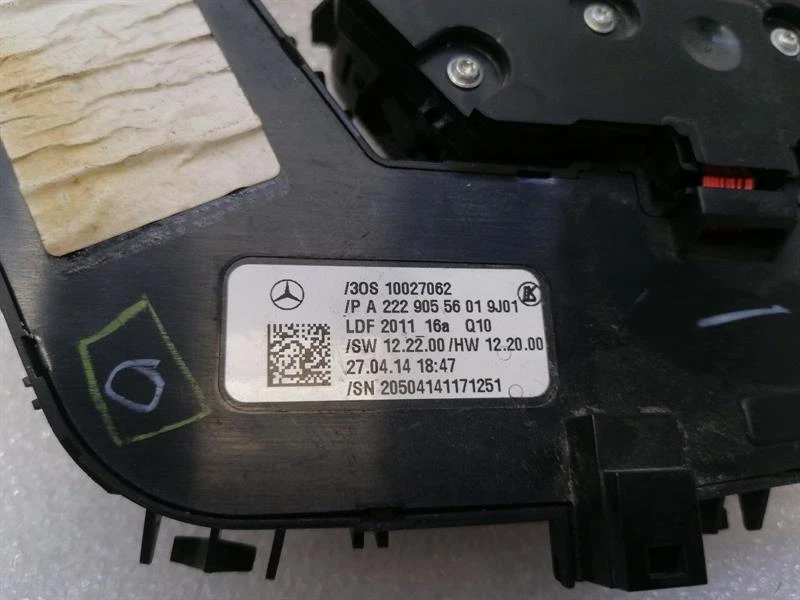 /3OS 10027062
/P A 222 905 56 01 9J01
LDF 2011 16a Q10
/SW 12.22.00 /HW 12.20.00
27.04.14 18:47
/SN 20504141171251